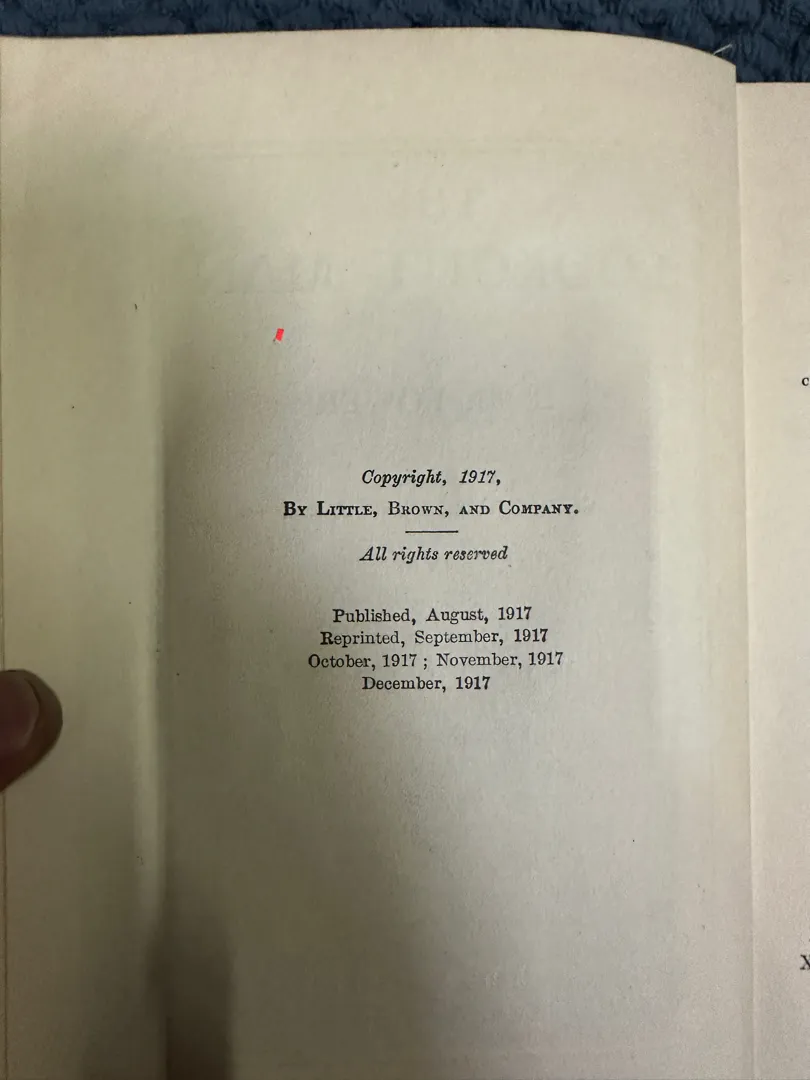 Copyright, 1917,
By Little, Brown, and Company.
All rights reserved
Published, August, 1917
Reprinted, September, 1917
October, 1917 ; November, 1917
December, 1917
c
X